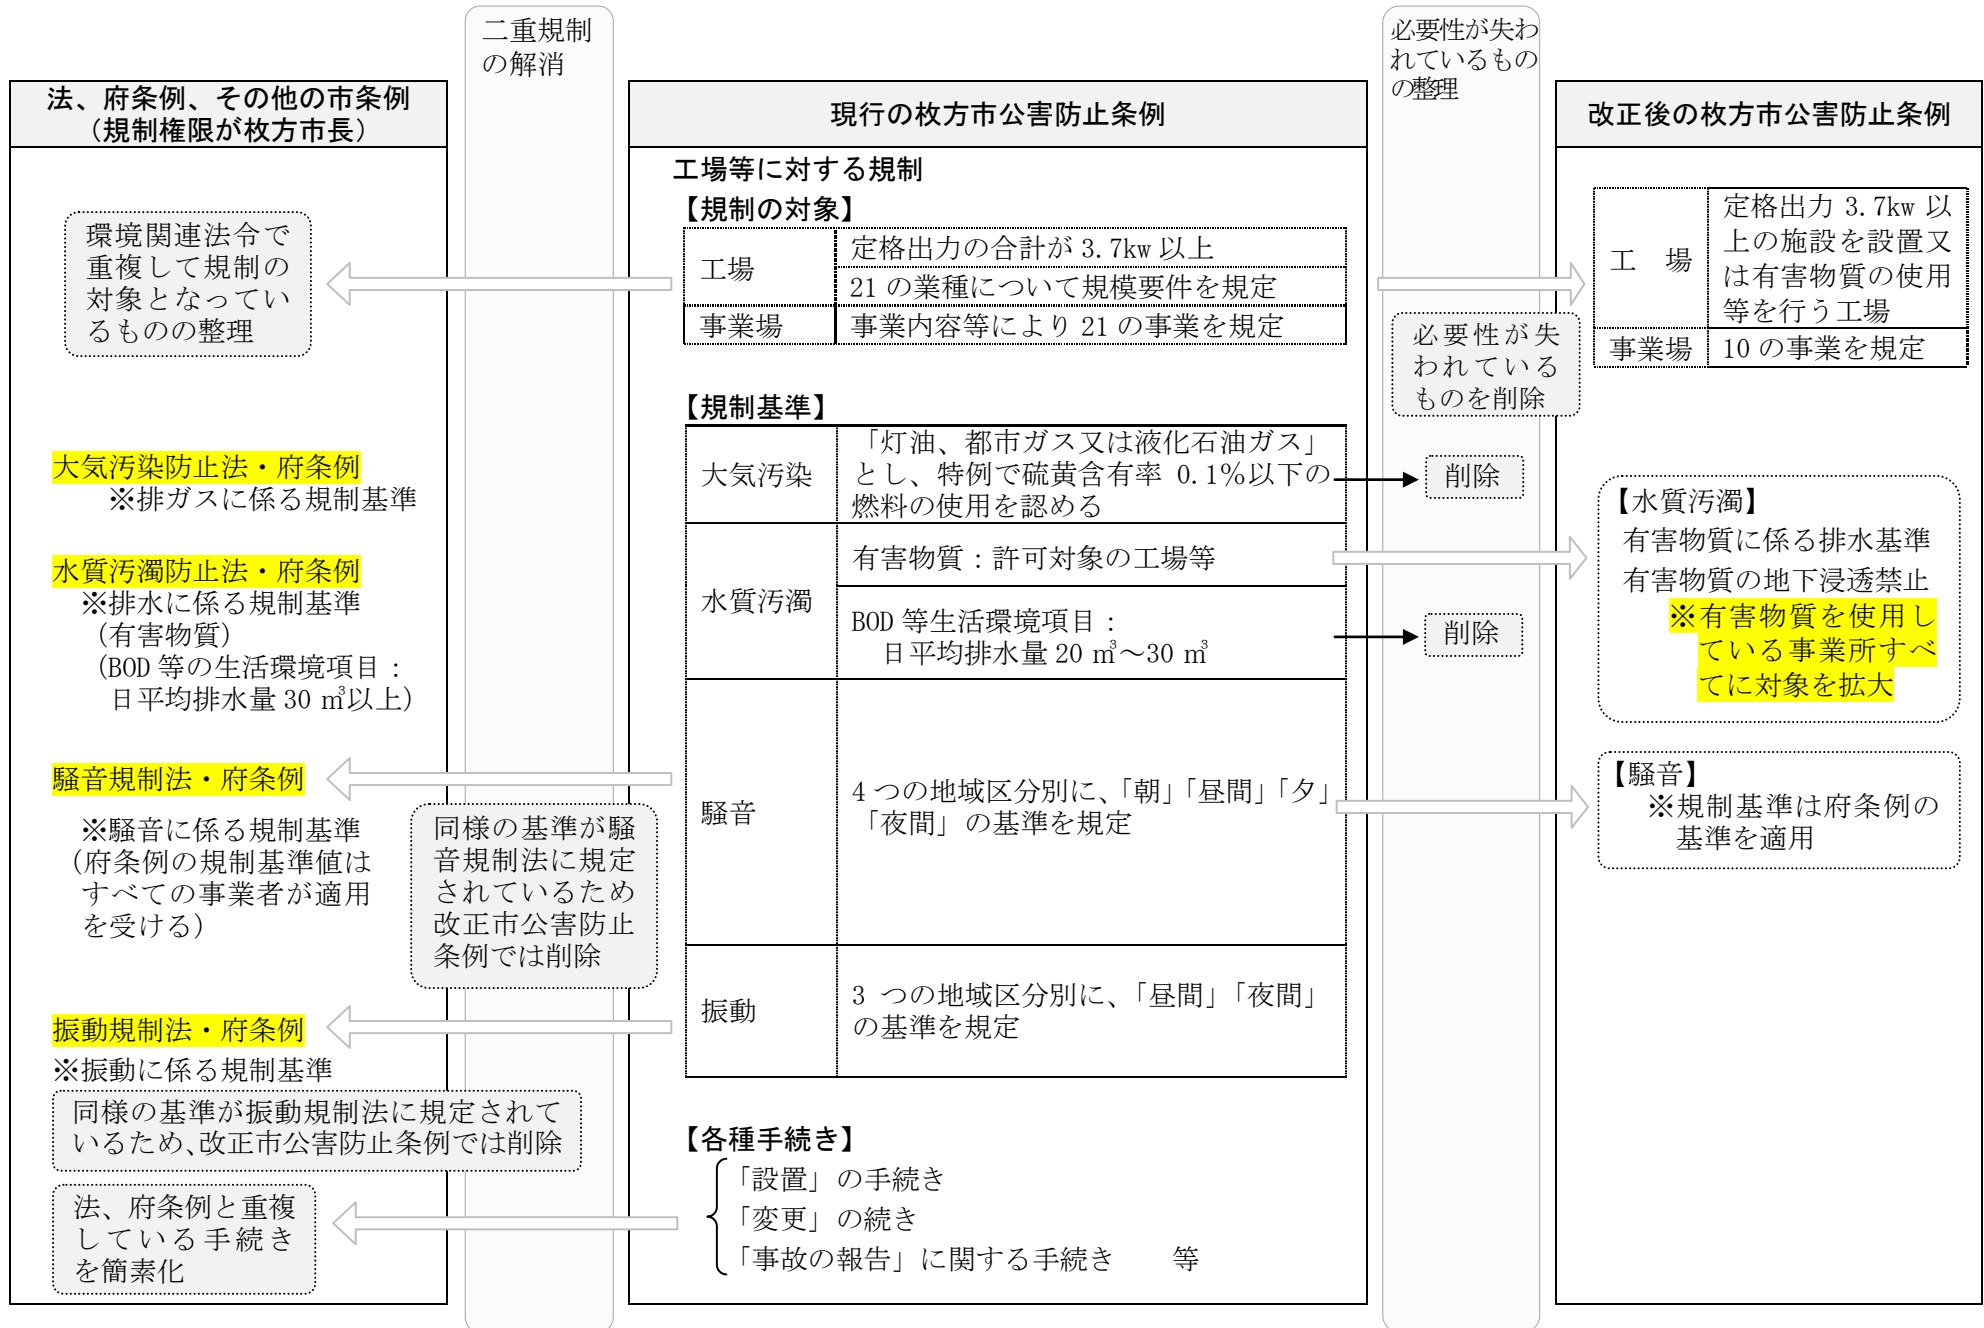 二重規制
の解消
必要性が失わ
れているもの
の整理
法、府条例、その他の市条例
（規制権限が枚方市長）
環境関連法令で
重複して規制の
対象となってい
るものの整理
大気汚染防止法・府条例
※排ガスに係る規制基準
水質汚濁防止法・府条例
※排水に係る規制基準
（有害物質）
（BOD 等の生活環境項目：
日平均排水量 30 ㎥以上）
騒音規制法・府条例
※騒音に係る規制基準
（府条例の規制基準値は
すべての事業者が適用
を受ける）
同様の基準が騒
音規制法に規定
されているため
改正市公害防止
条例では削除
振動規制法・府条例
※振動に係る規制基準
同様の基準が振動規制法に規定されて
いるため、改正市公害防止条例では削除
法、府条例と重複
している手続き
を簡素化
現行の枚方市公害防止条例
工場等に対する規制
【規制の対象】
工場
定格出力の合計が 3.7kw 以上
21 の業種について規模要件を規定
事業場
事業内容等により 21 の事業を規定
【規制基準】
大気汚染
「灯油、都市ガス又は液化石油ガス」
とし、特例で硫黄含有率 0.1％以下の
燃料の使用を認める
水質汚濁
有害物質：許可対象の工場等
BOD 等生活環境項目：
日平均排水量 20 ㎥～30 ㎥
騒音
4 つの地域区分別に、「朝」「昼間」「夕」
「夜間」の基準を規定
振動
3 つの地域区分別に、「昼間」「夜間」
の基準を規定
【各種手続き】
「設置」の手続き
「変更」の続き
「事故の報告」に関する手続き 等
必要性が失
われている
ものを削除
削除
削除
改正後の枚方市公害防止条例
工 場
定格出力 3.7kw 以
上の施設を設置又
は有害物質の使用
等を行う工場
事業場
10 の事業を規定
【水質汚濁】
有害物質に係る排水基準
有害物質の地下浸透禁止
※有害物質を使用し
ている事業所すべ
てに対象を拡大
【騒音】
※規制基準は府条例の
基準を適用